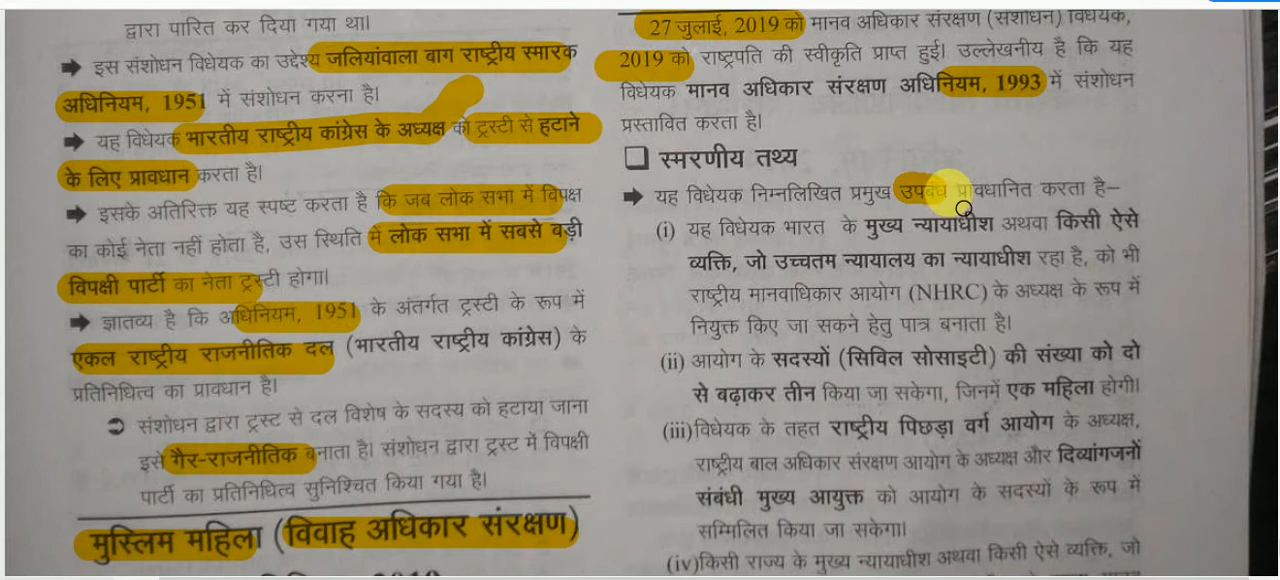 द्वारा पारित कर दिया गया था।
➡ इस संशोधन विधेयक का उद्देश्य जलियांवाला बाग राष्ट्रीय स्मारक
अधिनियम, 1951 में संशोधन करना है।
➡ यह विधेयक भारतीय राष्ट्रीय कांग्रेस के अध्यक्ष को ट्रस्टी से हटाने
के लिए प्रावधान करता है।
➡ इसके अतिरिक्त यह स्पष्ट करता है कि जब लोक सभा में विपक्ष
का कोई नेता नहीं होता है, उस स्थिति में लोक सभा में सबसे बड़ी
विपक्षी पार्टी का नेता ट्रस्टी होगा।
➡ ज्ञातव्य है कि अधिनियम, 1951 के अंतर्गत ट्रस्टी के रूप में
एकल राष्ट्रीय राजनीतिक दल (भारतीय राष्ट्रीय कांग्रेस) के
प्रतिनिधित्व का प्रावधान है।
➲ संशोधन द्वारा ट्रस्ट से दल विशेष के सदस्य को हटाया जाना
इसे गैर-राजनीतिक बनाता है। संशोधन द्वारा ट्रस्ट में विपक्षी
पार्टी का प्रतिनिधित्व सुनिश्चित किया गया है।
मुस्लिम महिला (विवाह अधिकार संरक्षण)
27 जुलाई, 2019 को मानव अधिकार संरक्षण (संशोधन) विधेयक,
2019 को राष्ट्रपति की स्वीकृति प्राप्त हुई। उल्लेखनीय है कि यह
विधेयक मानव अधिकार संरक्षण अधिनियम, 1993 में संशोधन
प्रस्तावित करता है।
❑ स्मरणीय तथ्य
➡ यह विधेयक निम्नलिखित प्रमुख उपबंध प्रावधानित करता है–
(i) यह विधेयक भारत के मुख्य न्यायाधीश अथवा किसी ऐसे
व्यक्ति, जो उच्चतम न्यायालय का न्यायाधीश रहा है, को भी
राष्ट्रीय मानवाधिकार आयोग (NHRC) के अध्यक्ष के रूप में
नियुक्त किए जा सकने हेतु पात्र बनाता है।
(ii) आयोग के सदस्यों (सिविल सोसाइटी) की संख्या को दो
से बढ़ाकर तीन किया जा सकेगा, जिनमें एक महिला होगी।
(iii) विधेयक के तहत राष्ट्रीय पिछड़ा वर्ग आयोग के अध्यक्ष,
राष्ट्रीय बाल अधिकार संरक्षण आयोग के अध्यक्ष और दिव्यांगजनों
संबंधी मुख्य आयुक्त को आयोग के सदस्यों के रूप में
सम्मिलित किया जा सकेगा।
(iv) किसी राज्य के मुख्य न्यायाधीश अथवा किसी ऐसे व्यक्ति, जो